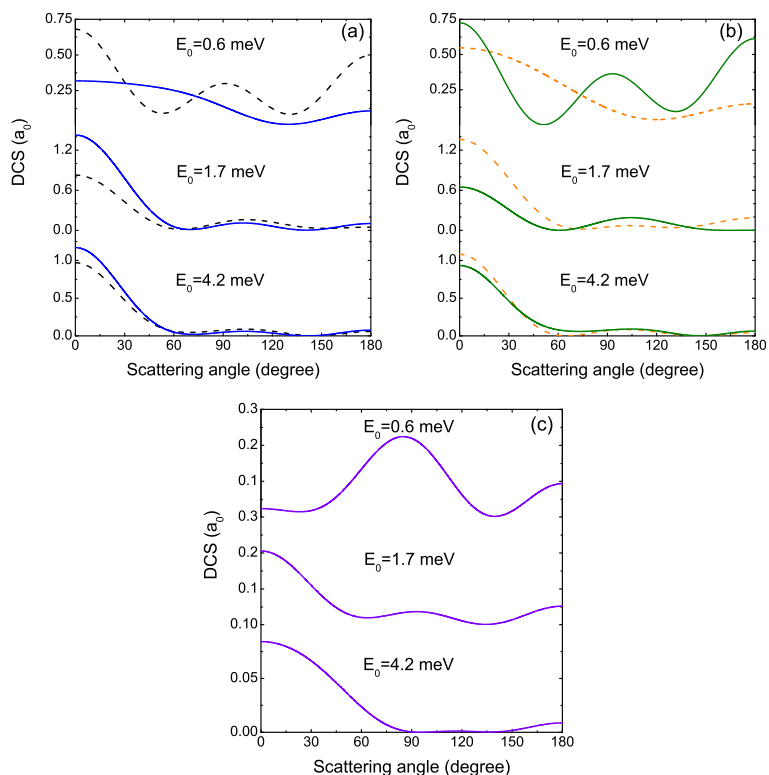 (a)
E0=0.6 meV
E0=1.7 meV
E0=4.2 meV
DCS (a0)
0.75
0.50
0.25
1.2
0.6
0.0
1.0
0.5
0.0
0 30 60 90 120 150 180
Scattering angle (degree)
(b)
E0=0.6 meV
E0=1.7 meV
E0=4.2 meV
DCS (a0)
0.75
0.50
0.25
1.2
0.6
0.0
1.0
0.5
0.0
0 30 60 90 120 150 180
Scattering angle (degree)
(c)
E0=0.6 meV
E0=1.7 meV
E0=4.2 meV
DCS (a0)
0.3
0.2
0.1
0.3
0.2
0.1
0.10
0.05
0.00
0 30 60 90 120 150 180
Scattering angle (degree)